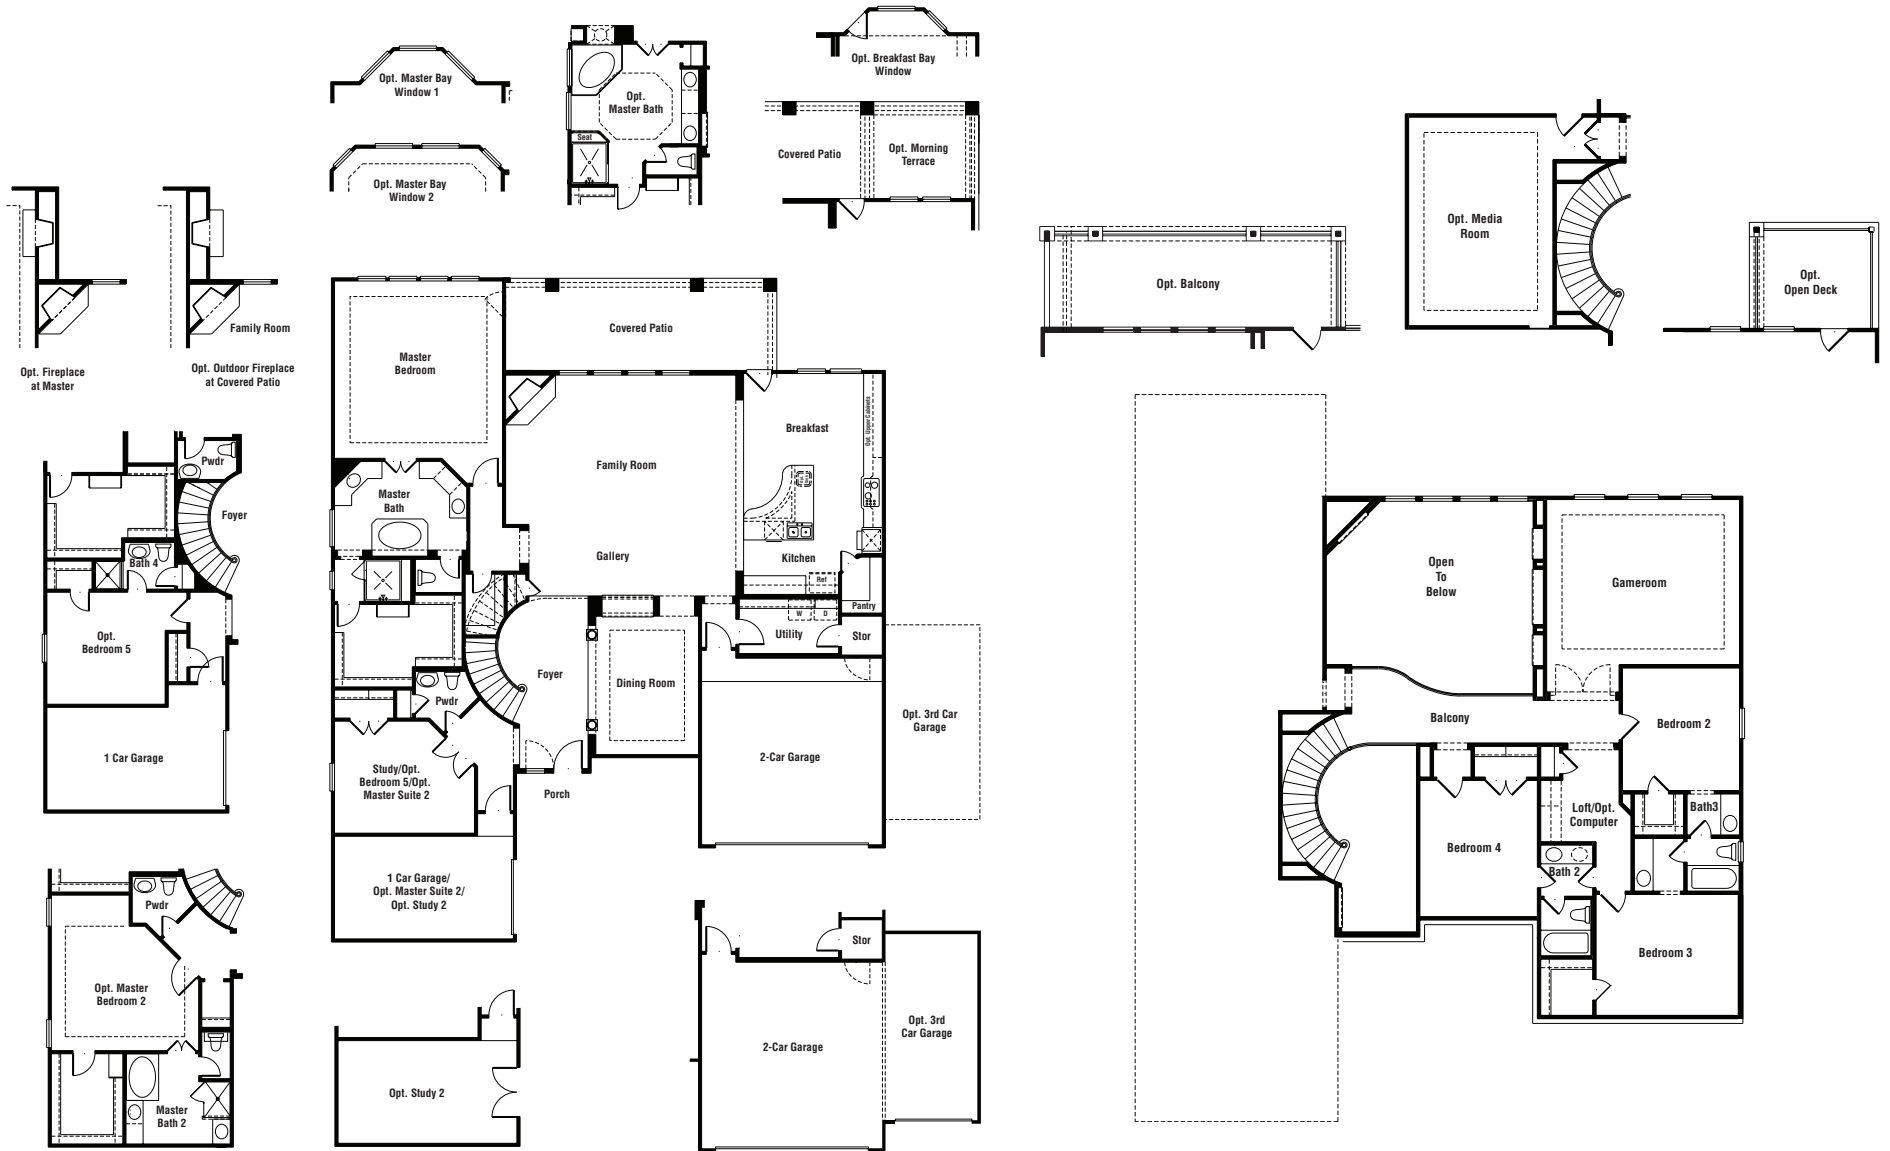 Opt. Master Bay
Window 1
Opt.
Master Bath
Seat
Opt. Breakfast Bay
Window
Covered Patio
Opt. Morning
Terrace
Opt. Master Bay
Window 2
Opt. Fireplace
at Master
Family Room
Opt. Outdoor Fireplace
at Covered Patio
Pwdr
Foyer
Bath 4
Opt.
Bedroom 5
1 Car Garage
Pwdr
Opt. Master
Bedroom 2
Master
Bath 2
Master
Bedroom
Covered Patio
Breakfast
Opt. Upper Cabinets
Family Room
Master
Bath
Gallery
Kitchen
Ref
Pantry
W
D
Utility
Stor
Foyer
Dining Room
Pwdr
Opt. 3rd Car
Garage
2-Car Garage
Study/Opt.
Bedroom 5/Opt.
Master Suite 2
Porch
1 Car Garage/
Opt. Master Suite 2/
Opt. Study 2
Opt. Study 2
Stor
2-Car Garage
Opt. 3rd
Car Garage
Opt. Balcony
Opt. Media
Room
Opt.
Open Deck
Open
To
Below
Gameroom
Balcony
Bedroom 2
Loft/Opt.
Computer
Bath3
Bedroom 4
Bath 2
Bedroom 3